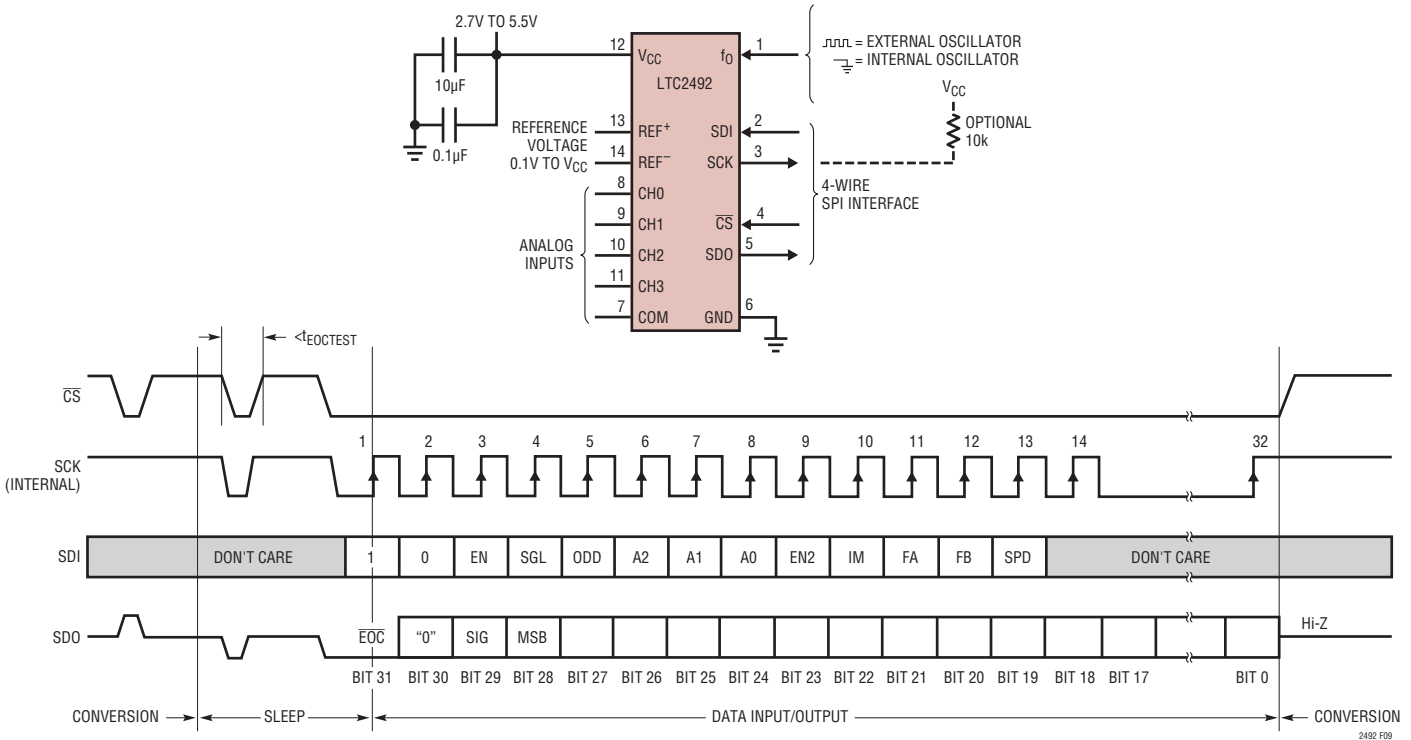 2.7V TO 5.5V
10µF
0.1µF
REFERENCE
VOLTAGE
0.1V TO VCC
ANALOG
INPUTS
12
13
14
8
9
10
11
7
VCC
LTC2492
REF+
REF−
CH0
CH1
CH2
CH3
COM
fO
SDI
SCK
CS
SDO
GND
1
2
3
4
5
6
= EXTERNAL OSCILLATOR
= INTERNAL OSCILLATOR
VCC
OPTIONAL
10k
4-WIRE
SPI INTERFACE
<tEOCTEST
CS
1 2 3 4 5 6 7 8 9 10 11 12 13 14 32
SCK
(INTERNAL)
SDI DON'T CARE 1 0 EN SGL ODD A2 A1 A0 EN2 IM FA FB SPD DON'T CARE
SDO EOC "0" SIG MSB Hi-Z
BIT 31 BIT 30 BIT 29 BIT 28 BIT 27 BIT 26 BIT 25 BIT 24 BIT 23 BIT 22 BIT 21 BIT 20 BIT 19 BIT 18 BIT 17 BIT 0
CONVERSION SLEEP DATA INPUT/OUTPUT CONVERSION
2492 F09